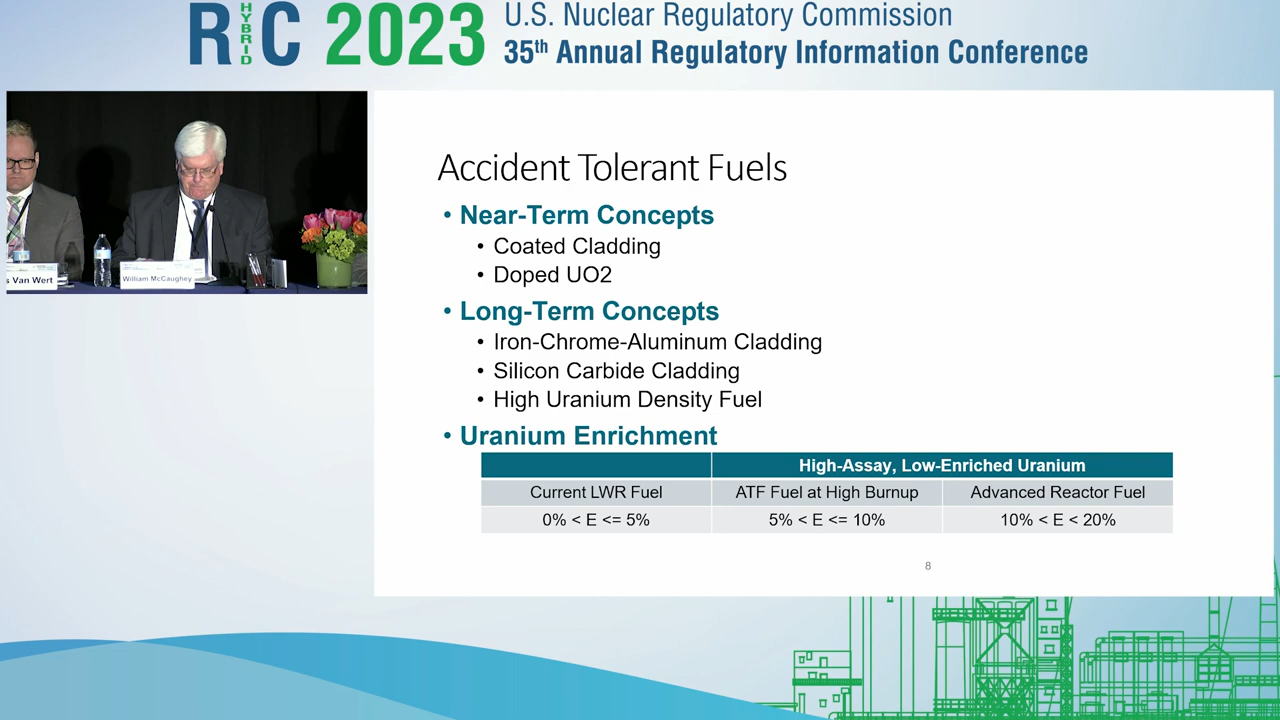 RIC 2023
HYBRID
U.S. Nuclear Regulatory Commission
35th Annual Regulatory Information Conference
s Van Wert
William McCaughey
Accident Tolerant Fuels
• Near-Term Concepts
• Coated Cladding
• Doped UO2
• Long-Term Concepts
• Iron-Chrome-Aluminum Cladding
• Silicon Carbide Cladding
• High Uranium Density Fuel
• Uranium Enrichment
High-Assay, Low-Enriched Uranium
Current LWR Fuel ATF Fuel at High Burnup Advanced Reactor Fuel
0% < E <= 5% 5% < E <= 10% 10% < E < 20%
8